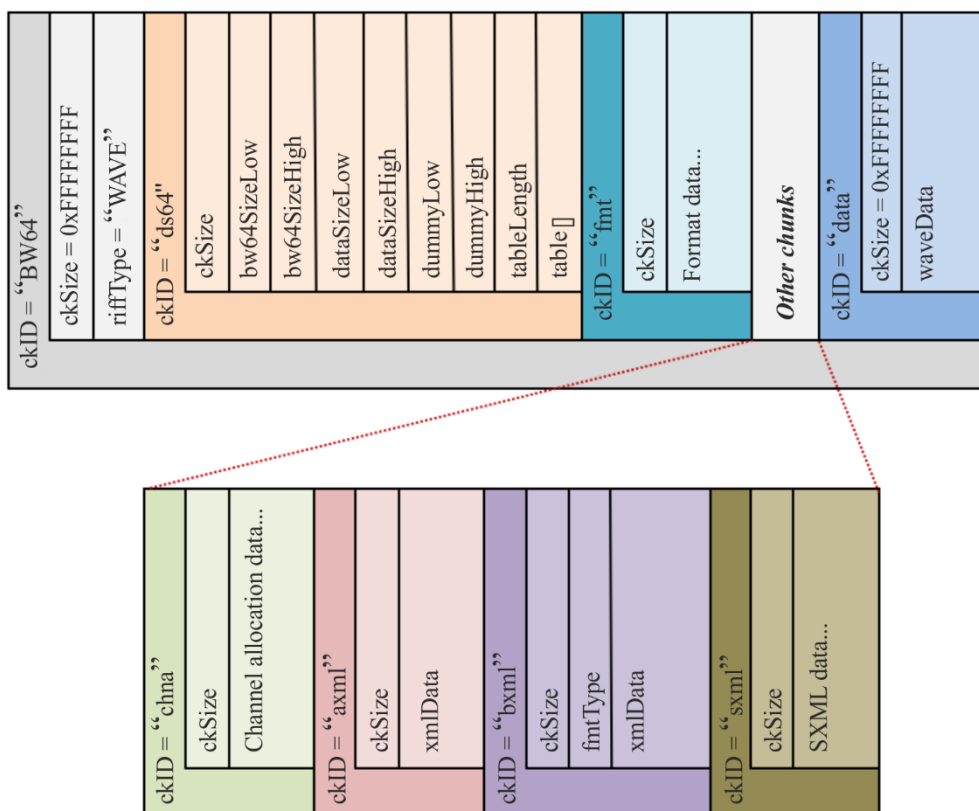 ckID = “BW64”
ckSize = 0xFFFFFFFF
riffType = “WAVE”
ckID = “ds64"
ckSize
bw64SizeLow
bw64SizeHigh
dataSizeLow
dataSizeHigh
dummyLow
dummyHigh
tableLength
table[]
ckID = “fmt”
ckSize
Format data...
Other chunks
ckID = “data”
ckSize = 0xFFFFFFFF
waveData
ckID = “chna”
ckSize
Channel allocation data...
ckID = “axml”
ckSize
xmlData
ckID = “bxml”
ckSize
fmtType
xmlData
ckID = “sxml”
ckSize
SXML data...